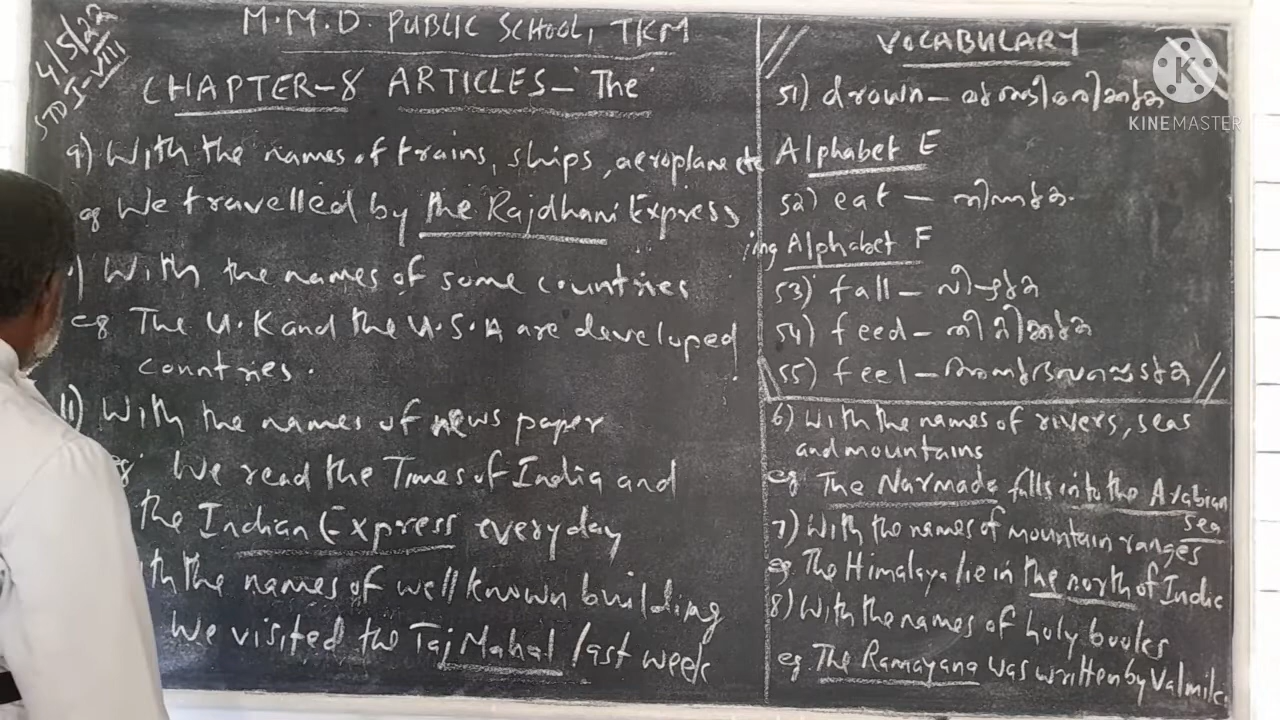 4/5/22
STD I-VIII
M.M.D. PUBLIC SCHOOL, TKM
CHAPTER-8 ARTICLES - 'The'
9) With the names of trains, ships, aeroplane etc
eg We travelled by the Rajdhani Express
) With the names of some countries
eg The U.K and the U.S.A are developed
countries.
11) With the names of news paper
eg We read the Times of India and
the Indian Express everyday
th the names of well known building
We visited the Taj Mahal last week
VOCABULARY
51) drown -
Alphabet E
52) eat - തിന്നുക.
Alphabet F
53) fall - വീഴുക
54) feed - തീറ്റിക്കുക
55) feel -
6) With the names of rivers, seas
and mountains
eg The Narmada falls into the Arabian
Sea
7) With the names of mountain ranges
eg The Himalaya lie in the north of India
8) With the names of holy books
eg. The Ramayana was written by Valmiki.
KINEMASTER